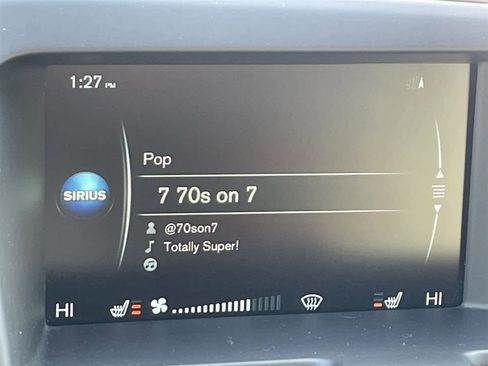 1:27 PM
Pop
SIRIUS
7 70s on 7
@70son7
Totally Super!
HI HI